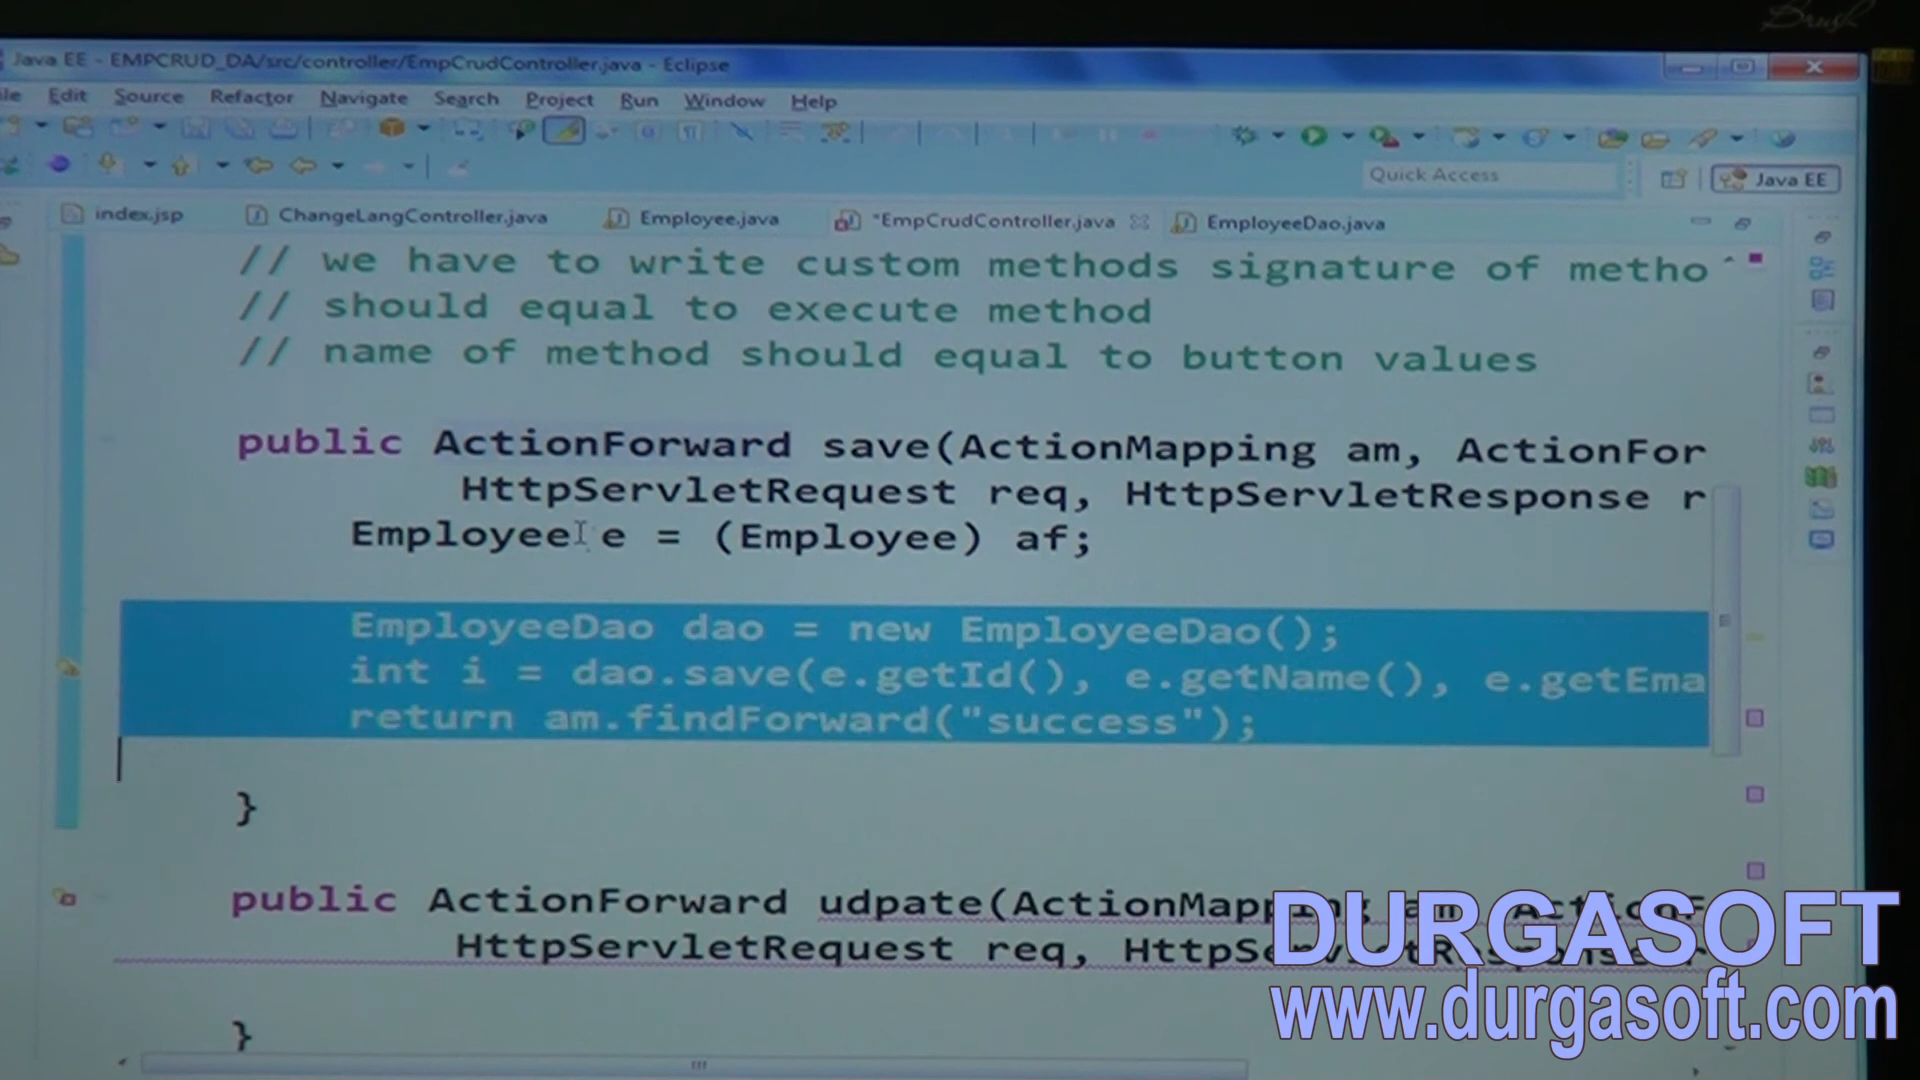 Java EE - EMPCRUD_DA/src/controller/EmpCrudController.java - Eclipse
Edit Source Refactor Navigate Search Project Run Window Help
Quick Access
Java EE
index.jsp
ChangeLangController.java
Employee.java
*EmpCrudController.java
EmployeeDao.java
// we have to write custom methods signature of metho
// should equal to execute method
// name of method should equal to button values
public ActionForward save(ActionMapping am, ActionFor
HttpServletRequest req, HttpServletResponse r
Employee e = (Employee) af;
EmployeeDao dao = new EmployeeDao();
int i = dao.save(e.getId(), e.getName(), e.getEma
return am.findForward("success");
}
public ActionForward udpate(ActionMapping am, ActionF
HttpServletRequest req, HttpServletResponse r
}
DURGASOFT
www.durgasoft.com